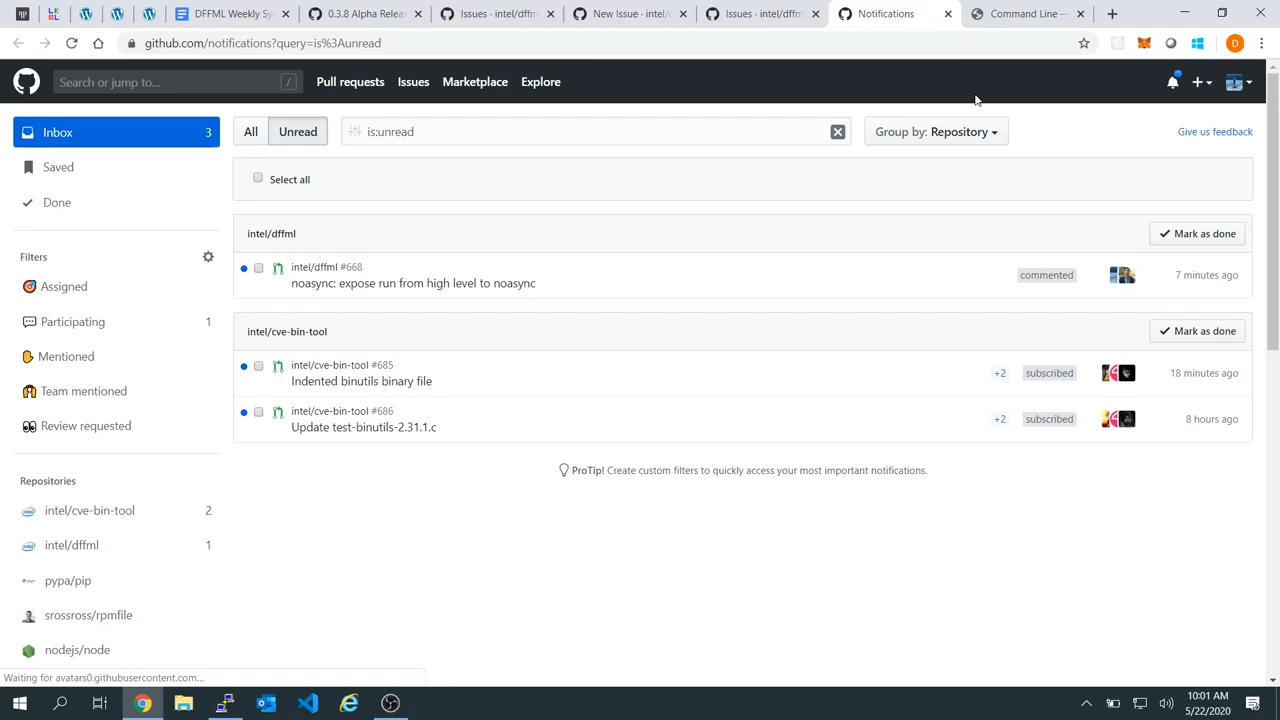 DFFML Weekly Sy
0.3.8 Alpha Relea
Issues · intel/dffml
New Issue · intel/
Issues · intel/dffm
Notifications
Command Line —
github.com/notifications?query=is%3Aunread
D
Search or jump to...
/
Pull requests
Issues
Marketplace
Explore
Inbox
3
All
Unread
is:unread
Group by: Repository
Give us feedback
Saved
Select all
Done
intel/dffml
Mark as done
Filters
intel/dffml #668
noasync: expose run from high level to noasync
commented
7 minutes ago
Assigned
Participating
1
intel/cve-bin-tool
Mark as done
Mentioned
intel/cve-bin-tool #685
Indented binutils binary file
+2
subscribed
18 minutes ago
Team mentioned
intel/cve-bin-tool #686
Update test-binutils-2.31.1.c
+2
subscribed
8 hours ago
Review requested
ProTip! Create custom filters to quickly access your most important notifications.
Repositories
intel/cve-bin-tool
2
intel/dffml
1
pypa/pip
srossross/rpmfile
nodejs/node
Waiting for avatars0.githubusercontent.com...
10:01 AM
5/22/2020